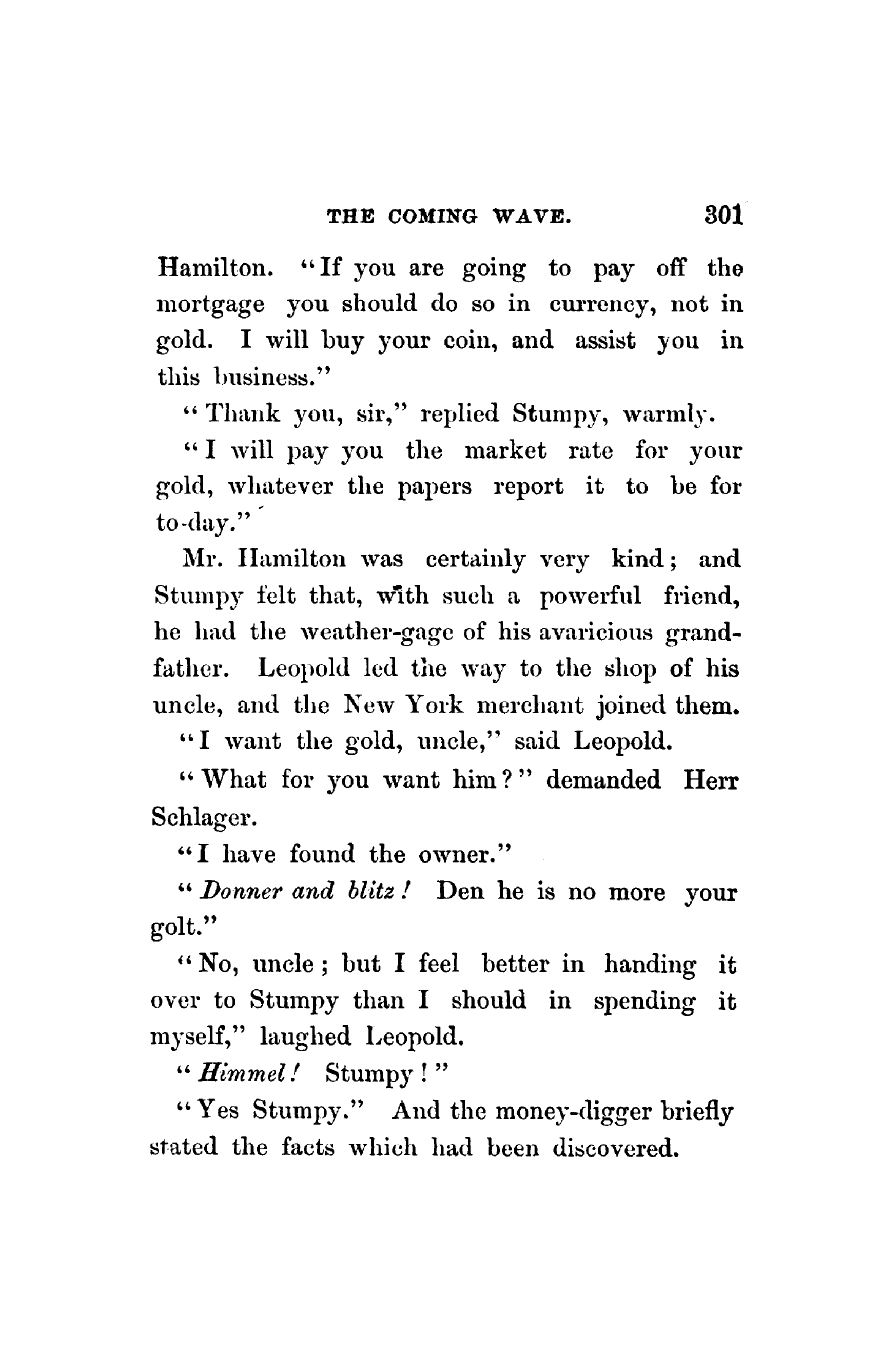 THE COMING WAVE. 301
Hamilton. “If you are going to pay off the
mortgage you should do so in currency, not in
gold. I will buy your coin, and assist you in
this business.”
“Thank you, sir,” replied Stumpy, warmly.
“I will pay you the market rate for your
gold, whatever the papers report it to be for
to-day.”
Mr. Hamilton was certainly very kind; and
Stumpy felt that, with such a powerful friend,
he had the weather-gage of his avaricious grand-
father. Leopold led the way to the shop of his
uncle, and the New York merchant joined them.
“I want the gold, uncle,” said Leopold.
“What for you want him?” demanded Herr
Schlager.
“I have found the owner.”
“Donner and blitz! Den he is no more your
golt.”
“No, uncle; but I feel better in handing it
over to Stumpy than I should in spending it
myself,” laughed Leopold.
“Himmel! Stumpy!”
“Yes Stumpy.” And the money-digger briefly
stated the facts which had been discovered.